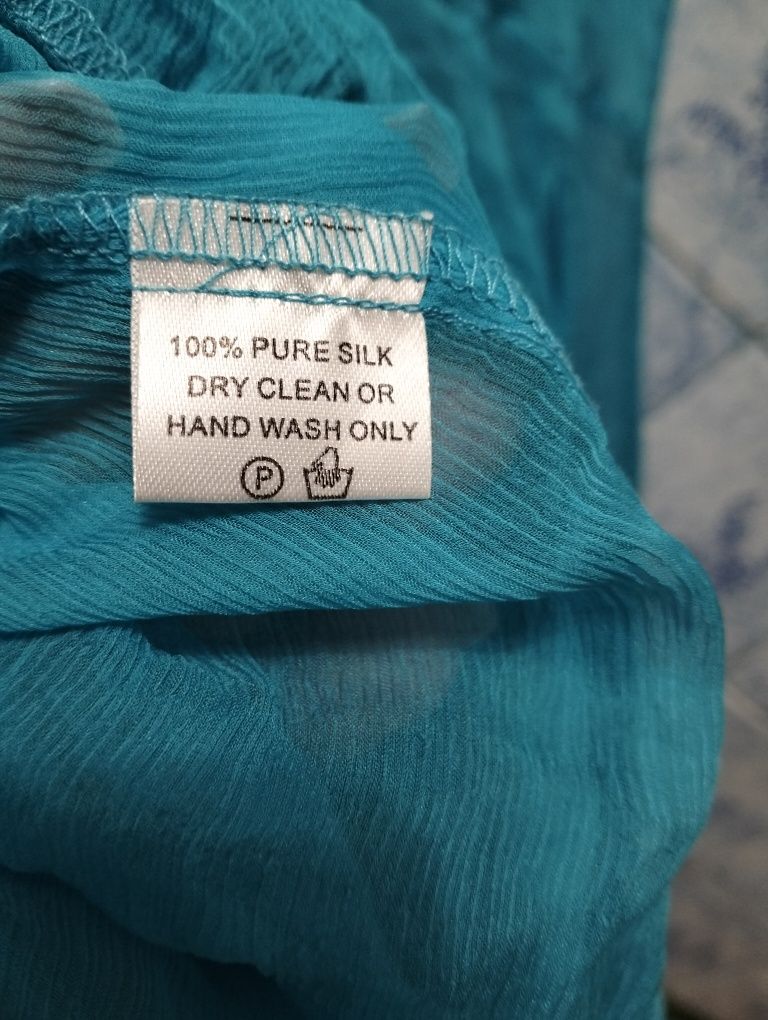 100% PURE SILK
DRY CLEAN OR
HAND WASH ONLY
P